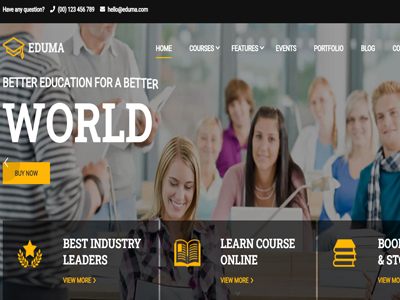 Have any question? (00) 123 456 789 hello@eduma.com
EDUMA
HOME COURSES FEATURES EVENTS PORTFOLIO BLOG CO
BETTER EDUCATION FOR A BETTER
WORLD
BUY NOW
BEST INDUSTRY
LEADERS
VIEW MORE
LEARN COURSE
ONLINE
VIEW MORE
BOO
& STO
VIEW MORE